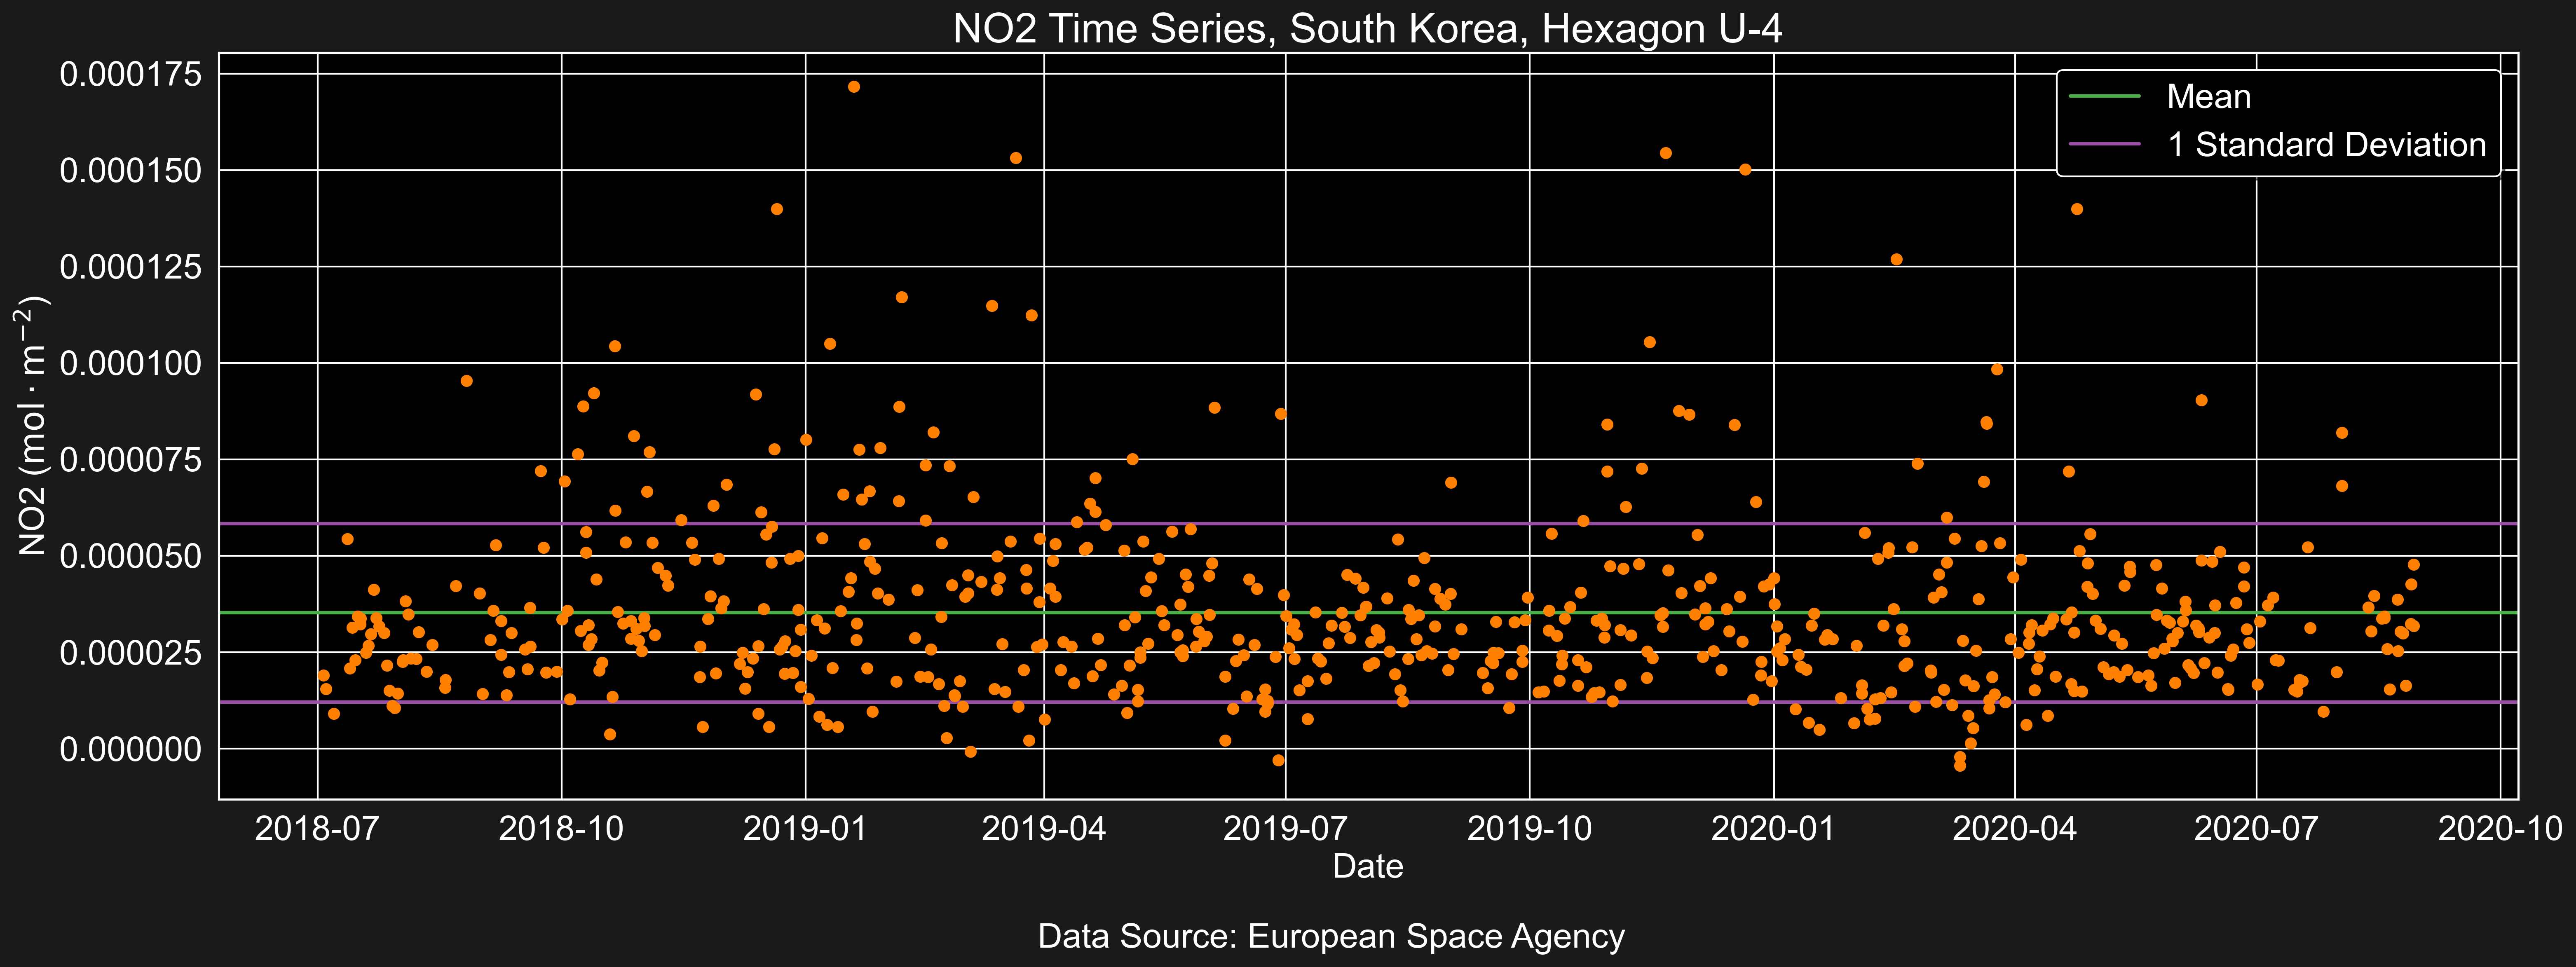 NO2 Time Series, South Korea, Hexagon U-4
0.000175
0.000150
0.000125
0.000100
0.000075
0.000050
0.000025
0.000000
NO2 (mol · m⁻²)
Mean
1 Standard Deviation
2018-07 2018-10 2019-01 2019-04 2019-07 2019-10 2020-01 2020-04 2020-07 2020-10
Date
Data Source: European Space Agency